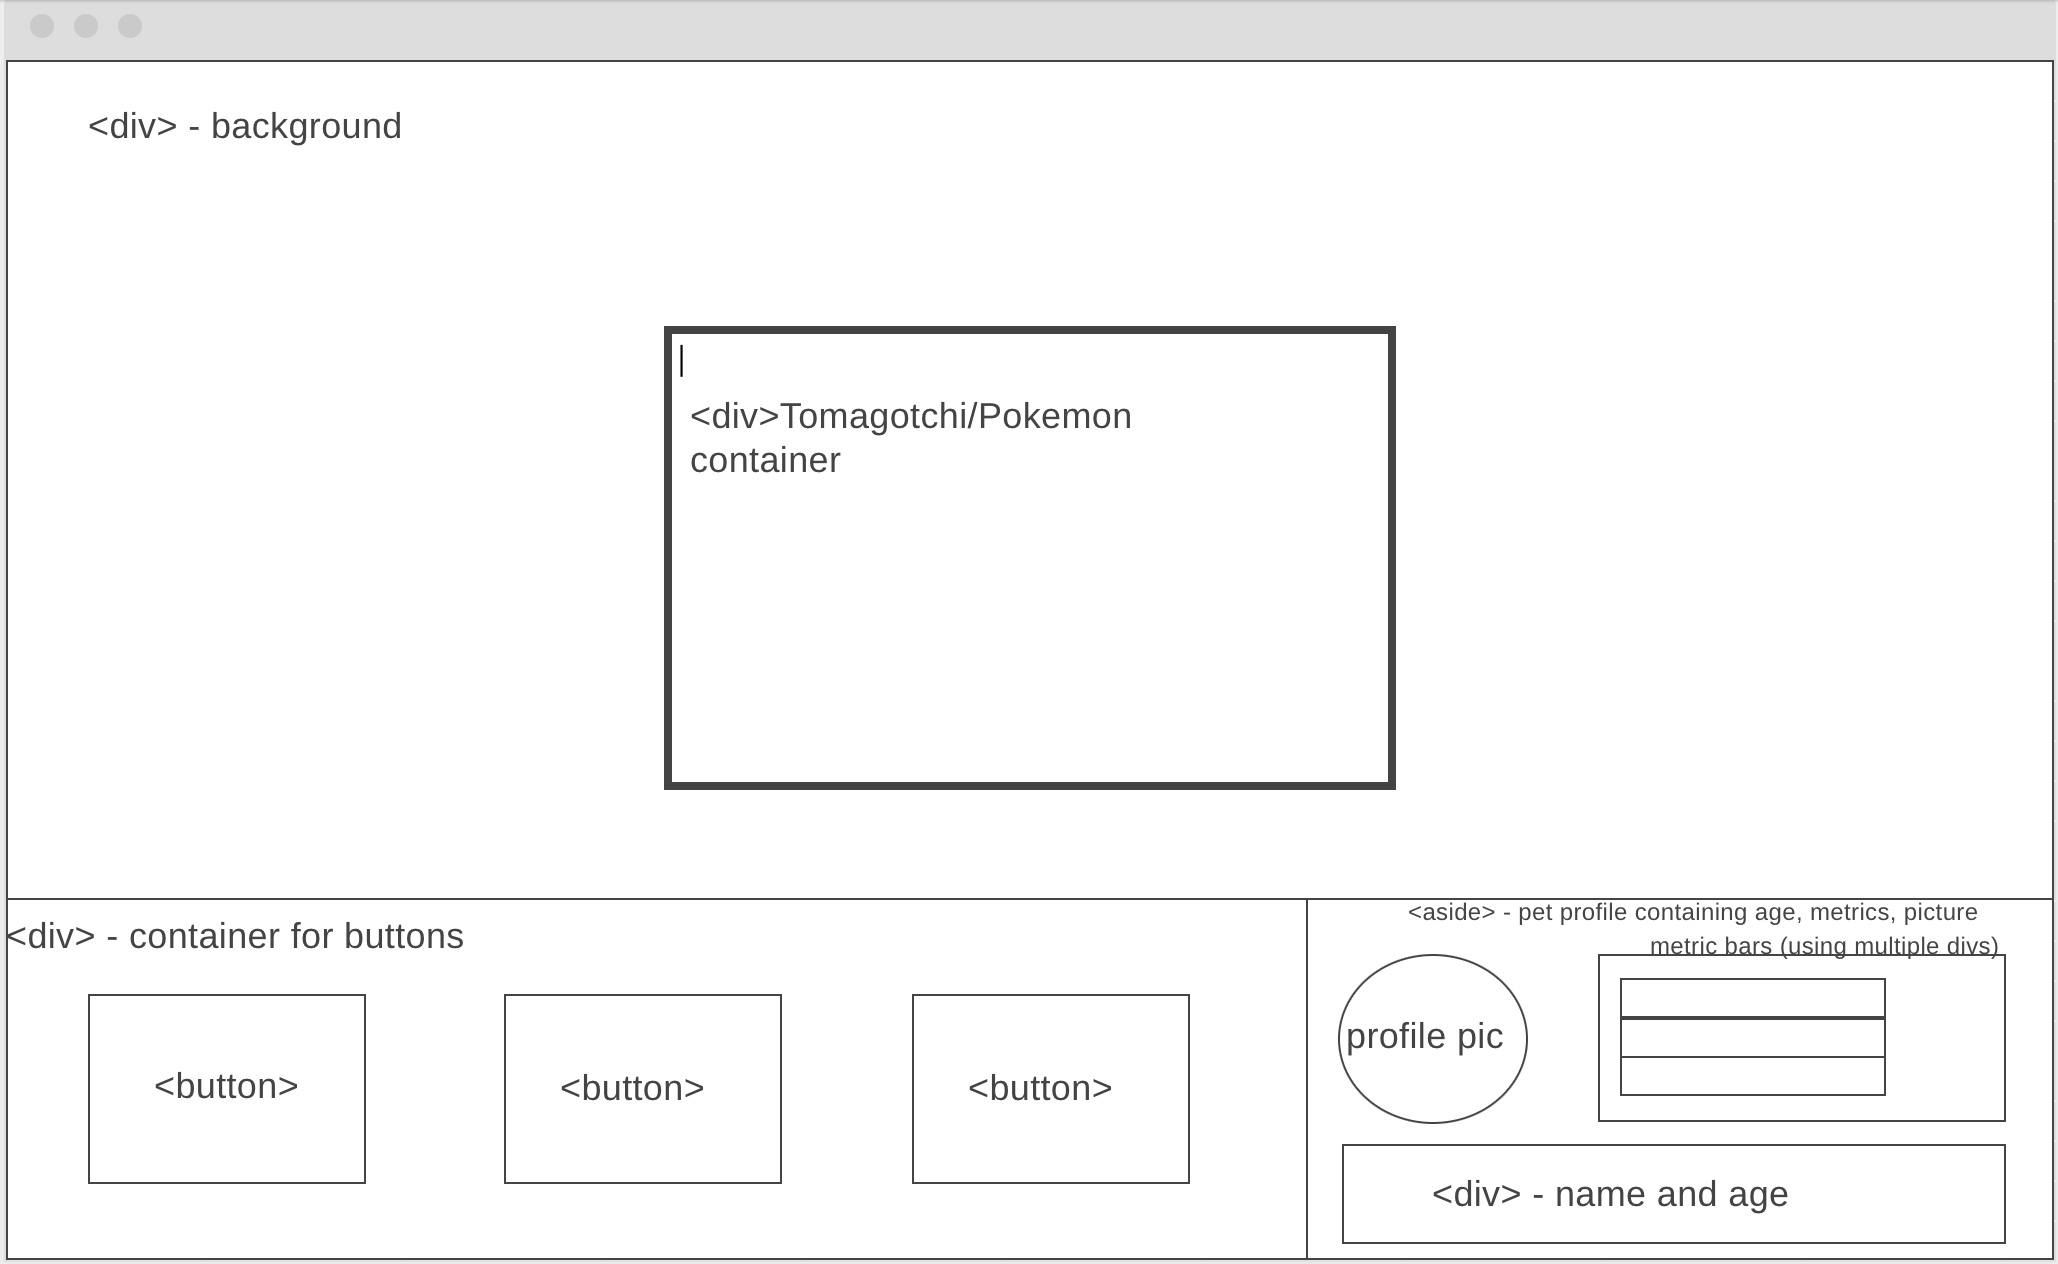 <div> - background
<div>Tomagotchi/Pokemon
container
<div> - container for buttons
<button>
<button>
<button>
<aside> - pet profile containing age, metrics, picture
metric bars (using multiple divs)
profile pic
<div> - name and age